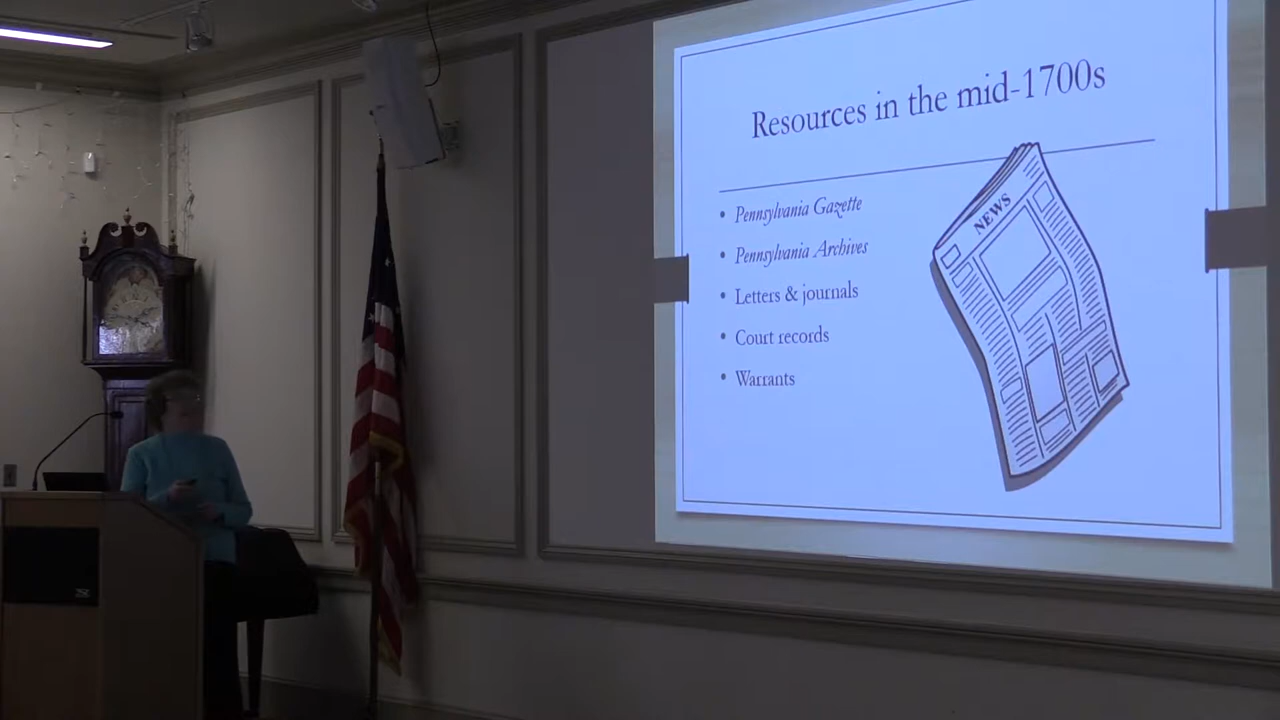 Resources in the mid-1700s
• Pennsylvania Gazette
• Pennsylvania Archives
• Letters & journals
• Court records
• Warrants
NEWS